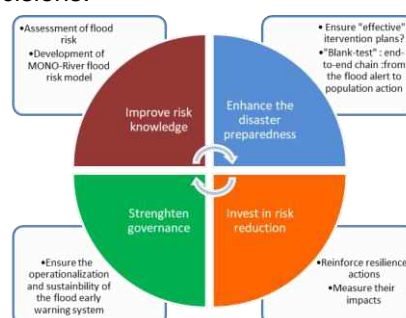 •Assessment of flood
risk
•Development of
MONO-River flood
risk model
• Ensure "effective"
itervention plans?
•"Blank-test" : end-
to-end chain :from
the flood alert to
population action
Improve risk
knowledge
Enhance the
disaster
preparedness
Strenghten
governance
Invest in risk
reduction
•Ensure the
operationalization
and sustainbility of
the flood early
warning system
•Reinforce resilience
actions
•Measure their
impacts